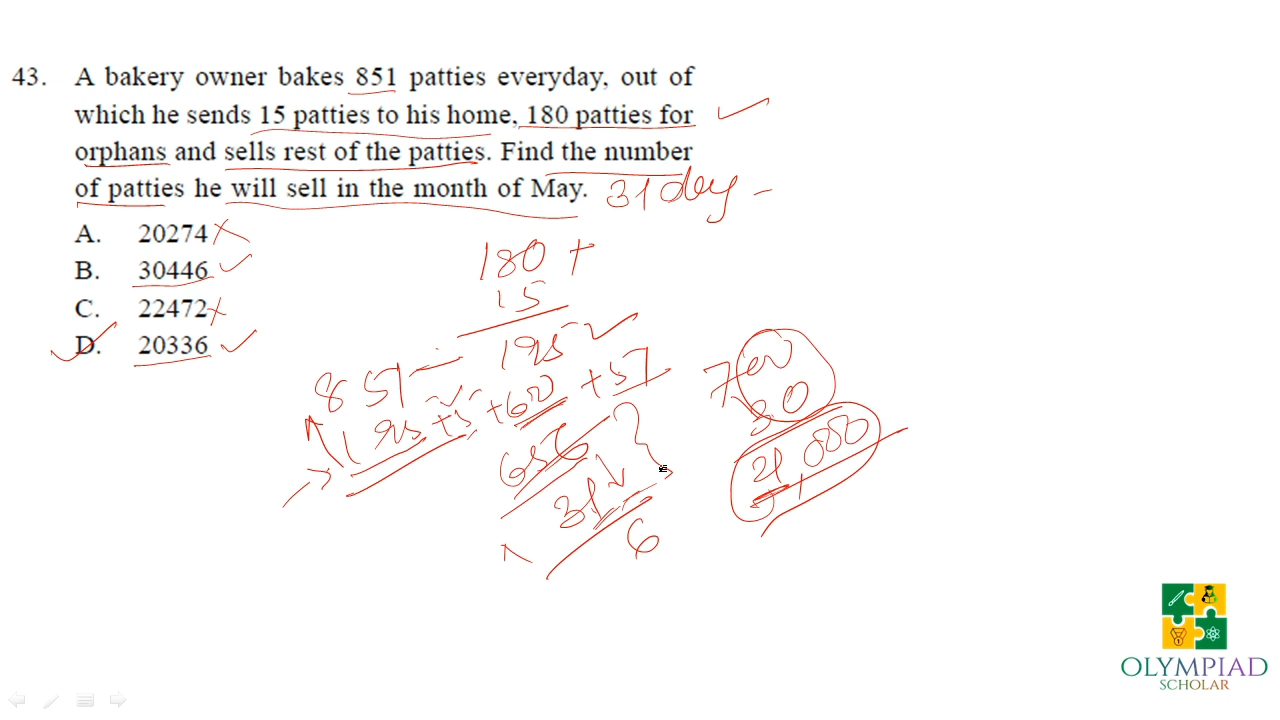 43. A bakery owner bakes 851 patties everyday, out of
which he sends 15 patties to his home, 180 patties for
orphans and sells rest of the patties. Find the number
of patties he will sell in the month of May. 31 day -
A. 20274
B. 30446
C. 22472
D. 20336
180 +
15
195
851 -
195 +5 +600 +51
656
31
6
700
30
21000
OLYMPIAD
SCHOLAR